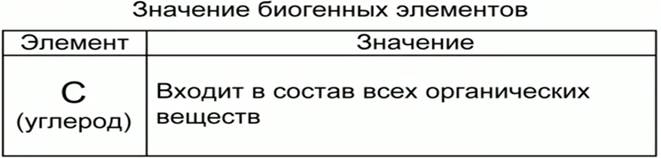 Значение биогенных элементов
Элемент Значение
С
(углерод)
Входит в состав всех органических
веществ